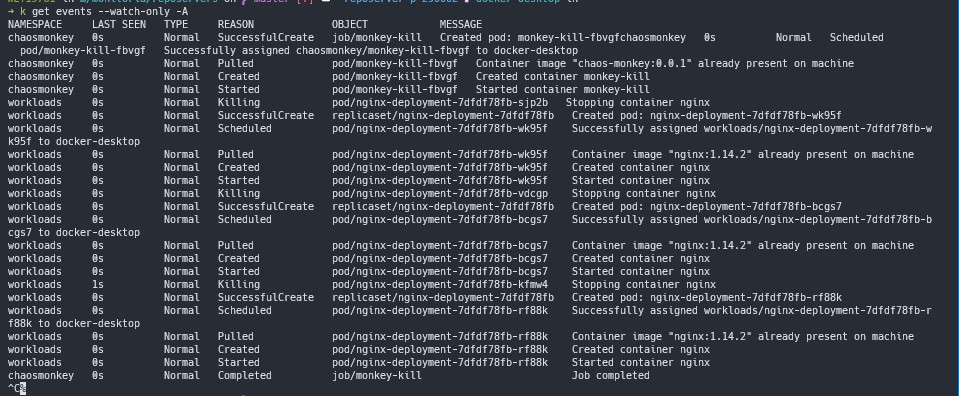 ➜ k get events --watch-only -A
NAMESPACE LAST SEEN TYPE REASON OBJECT MESSAGE
chaosmonkey 0s Normal SuccessfulCreate job/monkey-kill Created pod: monkey-kill-fbvgfchaosmonkey 0s Normal Scheduled
pod/monkey-kill-fbvgf Successfully assigned chaosmonkey/monkey-kill-fbvgf to docker-desktop
chaosmonkey 0s Normal Pulled pod/monkey-kill-fbvgf Container image "chaos-monkey:0.0.1" already present on machine
chaosmonkey 0s Normal Created pod/monkey-kill-fbvgf Created container monkey-kill
chaosmonkey 0s Normal Started pod/monkey-kill-fbvgf Started container monkey-kill
workloads 0s Normal Killing pod/nginx-deployment-7dfdf78fb-sjp2b Stopping container nginx
workloads 0s Normal SuccessfulCreate replicaset/nginx-deployment-7dfdf78fb Created pod: nginx-deployment-7dfdf78fb-wk95f
workloads 0s Normal Scheduled pod/nginx-deployment-7dfdf78fb-wk95f Successfully assigned workloads/nginx-deployment-7dfdf78fb-w
k95f to docker-desktop
workloads 0s Normal Pulled pod/nginx-deployment-7dfdf78fb-wk95f Container image "nginx:1.14.2" already present on machine
workloads 0s Normal Created pod/nginx-deployment-7dfdf78fb-wk95f Created container nginx
workloads 0s Normal Started pod/nginx-deployment-7dfdf78fb-wk95f Started container nginx
workloads 0s Normal Killing pod/nginx-deployment-7dfdf78fb-vdcgp Stopping container nginx
workloads 0s Normal SuccessfulCreate replicaset/nginx-deployment-7dfdf78fb Created pod: nginx-deployment-7dfdf78fb-bcgs7
workloads 0s Normal Scheduled pod/nginx-deployment-7dfdf78fb-bcgs7 Successfully assigned workloads/nginx-deployment-7dfdf78fb-b
cgs7 to docker-desktop
workloads 0s Normal Pulled pod/nginx-deployment-7dfdf78fb-bcgs7 Container image "nginx:1.14.2" already present on machine
workloads 0s Normal Created pod/nginx-deployment-7dfdf78fb-bcgs7 Created container nginx
workloads 0s Normal Started pod/nginx-deployment-7dfdf78fb-bcgs7 Started container nginx
workloads 1s Normal Killing pod/nginx-deployment-7dfdf78fb-kfmw4 Stopping container nginx
workloads 0s Normal SuccessfulCreate replicaset/nginx-deployment-7dfdf78fb Created pod: nginx-deployment-7dfdf78fb-rf88k
workloads 0s Normal Scheduled pod/nginx-deployment-7dfdf78fb-rf88k Successfully assigned workloads/nginx-deployment-7dfdf78fb-r
f88k to docker-desktop
workloads 0s Normal Pulled pod/nginx-deployment-7dfdf78fb-rf88k Container image "nginx:1.14.2" already present on machine
workloads 0s Normal Created pod/nginx-deployment-7dfdf78fb-rf88k Created container nginx
workloads 0s Normal Started pod/nginx-deployment-7dfdf78fb-rf88k Started container nginx
chaosmonkey 0s Normal Completed job/monkey-kill Job completed
^C%